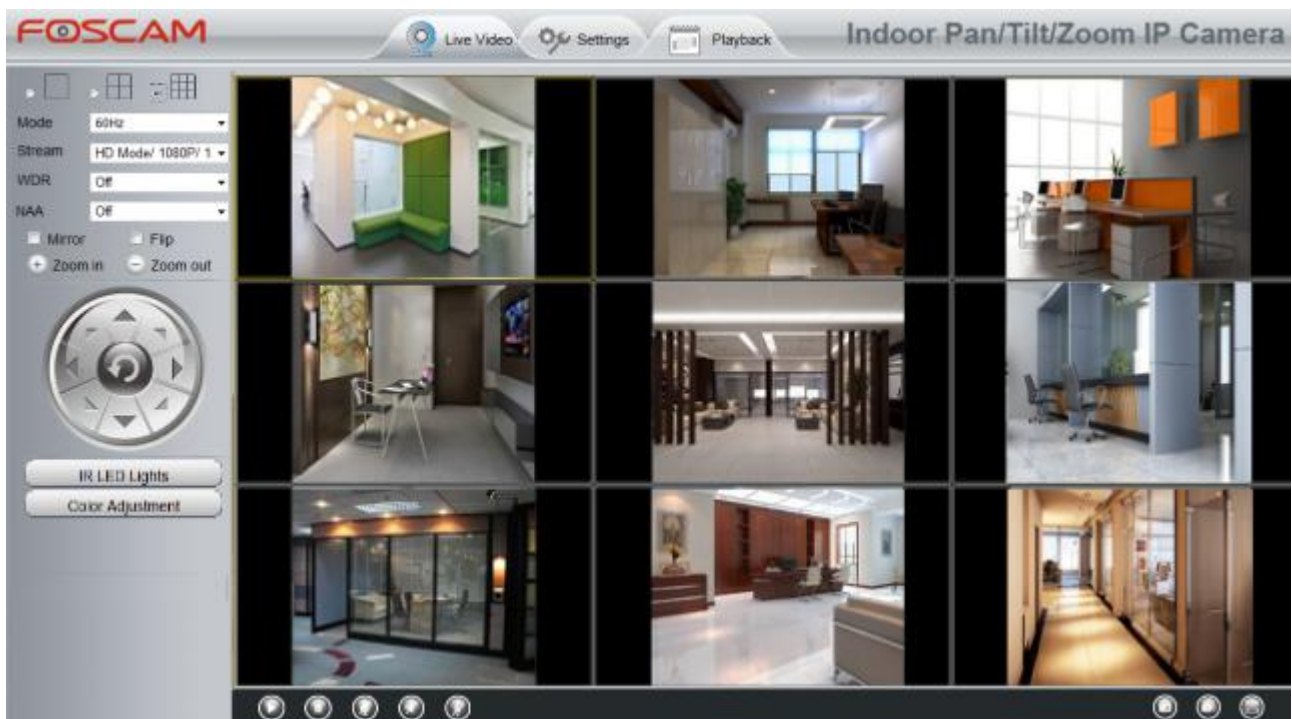 FOSCAM
Live Video
Settings
Playback
Indoor Pan/Tilt/Zoom IP Camera
Mode 60Hz
Stream HD Mode/ 1080P/ 1
WDR Off
NAA Off
Mirror Flip
Zoom in Zoom out
IR LED Lights
Color Adjustment